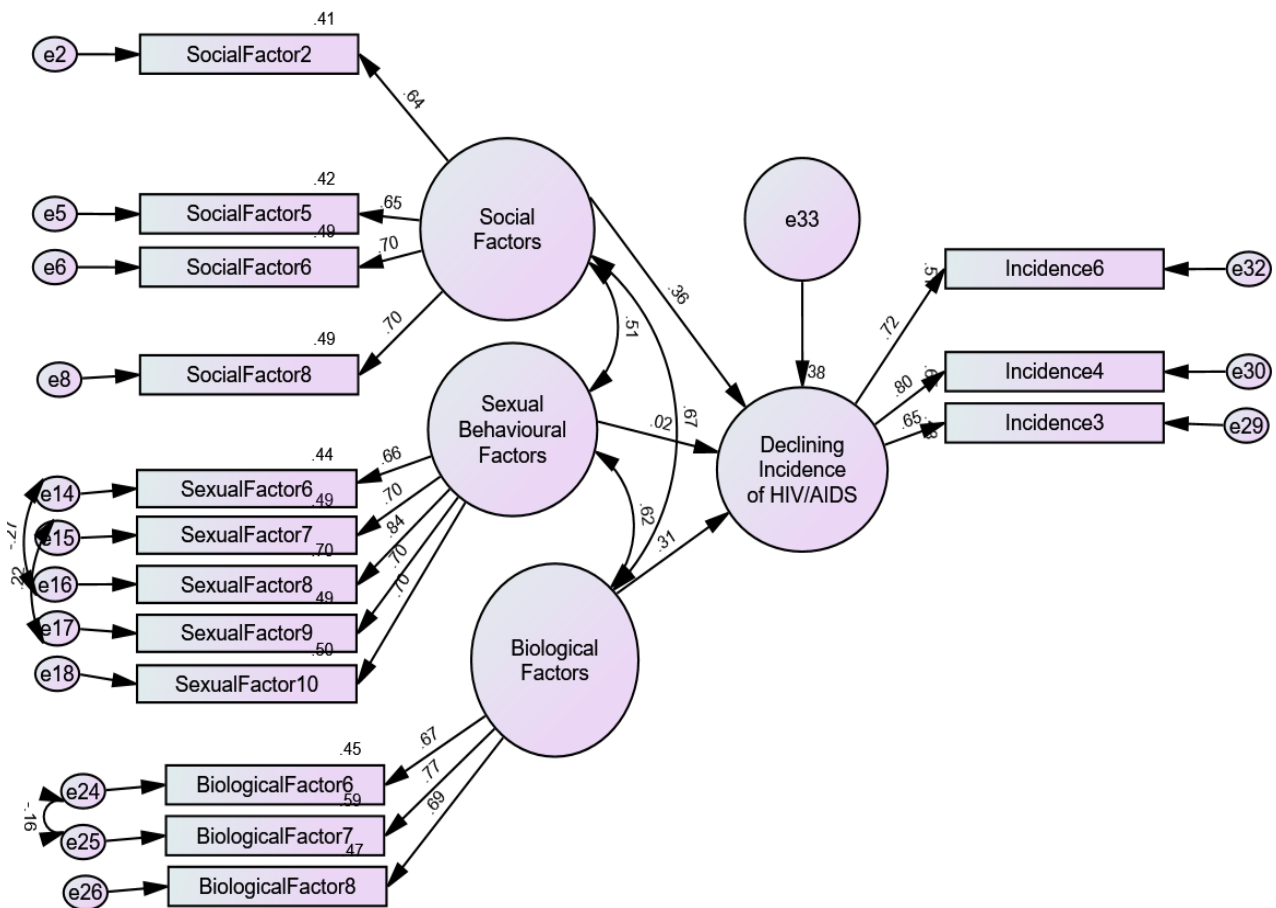 .41
e2
SocialFactor2
.64
.42
e5
SocialFactor5
.65
.49
e6
SocialFactor6
.70
.49
e8
SocialFactor8
.70
Social
Factors
e33
.36
.51
.67
.38
Declining
Incidence
of HIV/AIDS
.72
Incidence6
e32
.80
Incidence4
e30
.65
Incidence3
e29
Sexual
Behavioural
Factors
.02
.62
.31
.44
.66
e14
SexualFactor6
.49
.70
e15
SexualFactor7
.70
.84
e16
SexualFactor8
.49
.70
e17
SexualFactor9
.50
.70
e18
SexualFactor10
-.27
.22
Biological
Factors
.45
.67
e24
BiologicalFactor6
.59
.77
e25
BiologicalFactor7
.47
.69
e26
BiologicalFactor8
-.16